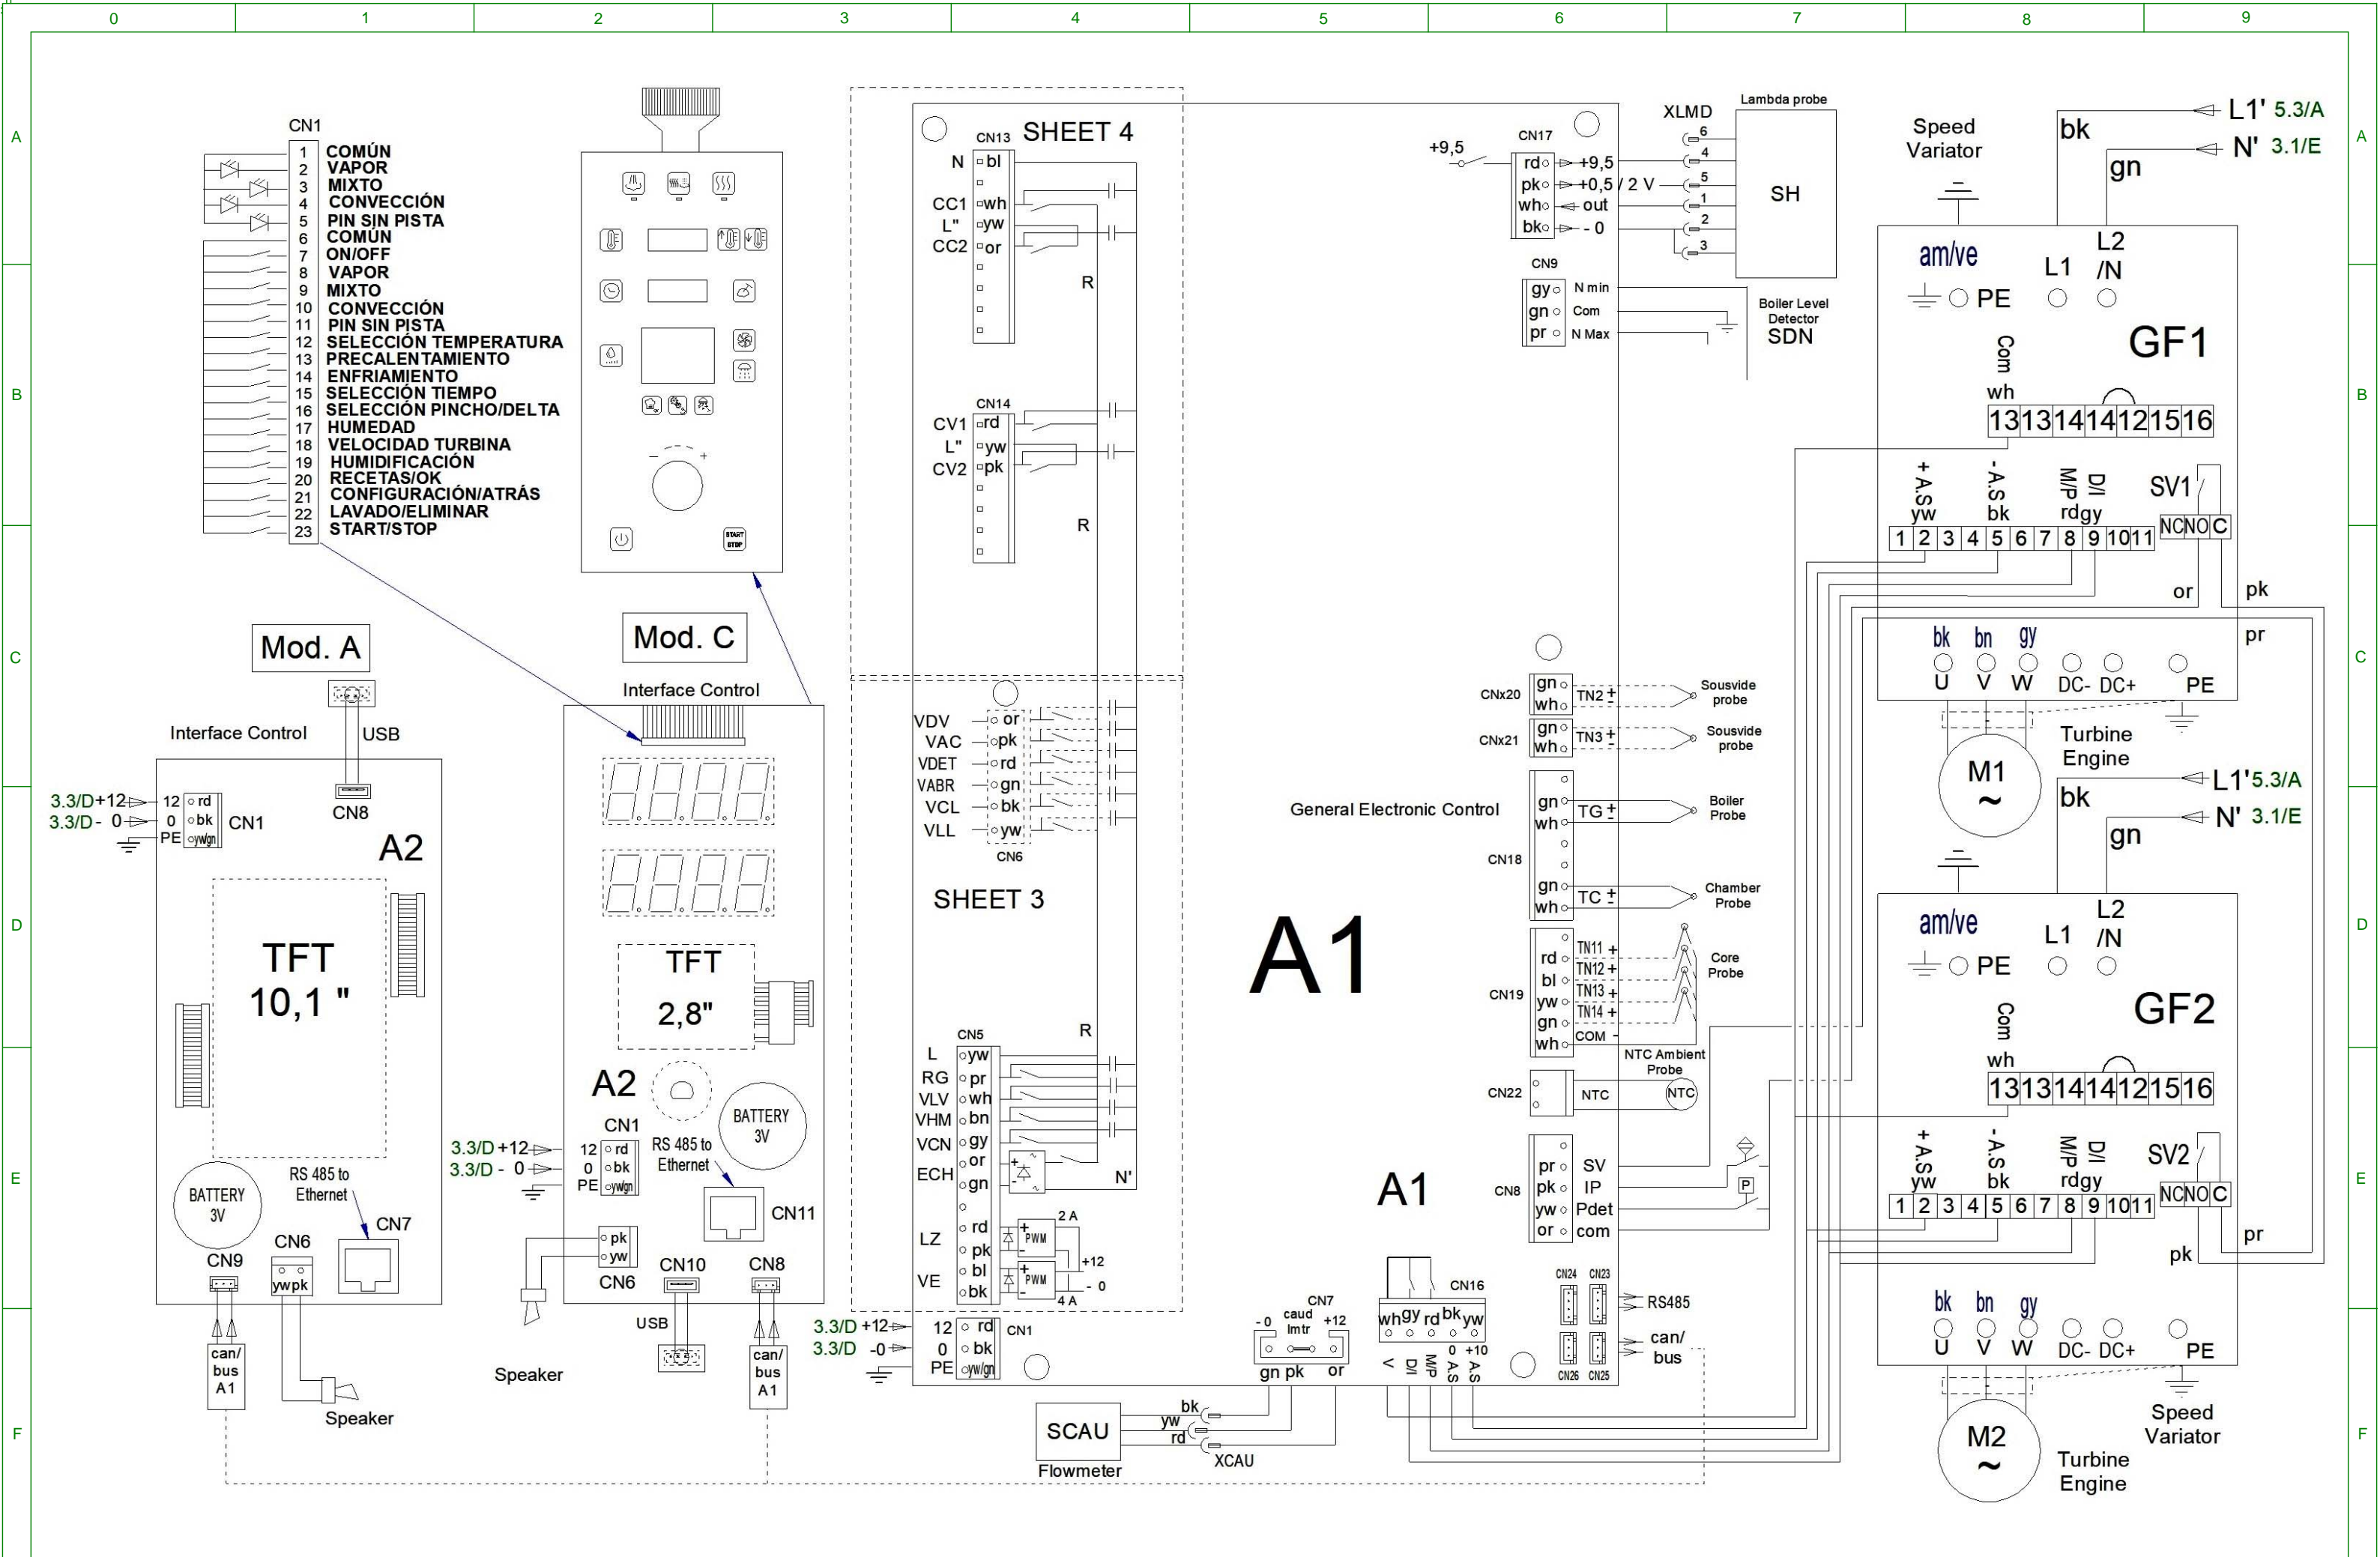 0 1 2 3 4 5 6 7 8 9
A
B
C
D
E
F
A
B
C
D
E
F
CN1
1 COMÚN
2 VAPOR
3 MIXTO
4 CONVECCIÓN
5 PIN SIN PISTA
6 COMÚN
7 ON/OFF
8 VAPOR
9 MIXTO
10 CONVECCIÓN
11 PIN SIN PISTA
12 SELECCIÓN TEMPERATURA
13 PRECALENTAMIENTO
14 ENFRIAMIENTO
15 SELECCIÓN TIEMPO
16 SELECCIÓN PINCHO/DELTA
17 HUMEDAD
18 VELOCIDAD TURBINA
19 HUMIDIFICACIÓN
20 RECETAS/OK
21 CONFIGURACIÓN/ATRÁS
22 LAVADO/ELIMINAR
23 START/STOP
- +
START
STOP
Mod. A
Interface Control
USB
CN8
3.3/D +12 12 rd
3.3/D - 0 0 bk
PE yw/gn
CN1
A2
TFT
10,1 "
BATTERY
3V
RS 485 to
Ethernet
CN7
CN6
CN9
yw pk
can/
bus
A1
Speaker
Mod. C
Interface Control
TFT
2,8"
A2
BATTERY
3V
CN1
3.3/D +12 12 rd
3.3/D - 0 0 bk
PE yw/gn
RS 485 to
Ethernet
CN11
pk
yw
CN6
CN10
CN8
USB
can/
bus
A1
Speaker
SHEET 4
CN13
N bl
CC1 wh
L" yw
CC2 or
R
CN14
CV1 rd
L" yw
CV2 pk
R
VDV or
VAC pk
VDET rd
VABR gn
VCL bk
VLL yw
CN6
SHEET 3
CN5
R
L yw
RG pr
VLV wh
VHM bn
VCN gy
ECH or
gn
+ ~
- ~
N'
LZ rd
pk
+ PWM -
2 A
+12
VE bl
bk
+ PWM -
- 0
4 A
3.3/D +12 12 rd
3.3/D -0 0 bk
PE yw/gn
CN1
General Electronic Control
A1
A1
CN17
+9,5
rd +9,5
pk +0,5 / 2 V
wh out
bk - 0
XLMD
6
4
5
1
2
3
Lambda probe
SH
CN9
gy N min
gn Com
pr N Max
Boiler Level
Detector
SDN
CNx20
gn
wh
TN2 + -
Sousvide
probe
CNx21
gn
wh
TN3 + -
Sousvide
probe
CN18
gn
wh
TG + -
Boiler
Probe
gn
wh
TC + -
Chamber
Probe
CN19
rd TN11 +
bl TN12 +
yw TN13 +
gn TN14 +
wh COM -
Core
Probe
NTC Ambient
Probe
CN22
NTC
NTC
CN8
pr SV
pk IP
yw Pdet
or com
P
CN24 CN23
RS485
can/
bus
CN26 CN25
CN16
wh gy rd bk yw
0 +10
V D/I M/P A.S A.S
CN7
- 0 caud +12
lmtr
gn pk or
SCAU
Flowmeter
bk
yw
rd
XCAU
Speed
Variator
L1' 5.3/A
N' 3.1/E
bk
gn
am/ve
L1
L2
/N
PE
GF1
Com
wh
13 13 14 14 12 15 16
+ A.S
yw
- A.S
bk
M/P
rd
D/I
gy
SV1
NC NO C
1 2 3 4 5 6 7 8 9 10 11
or
pk
pr
bk bn gy
U V W DC- DC+ PE
M1
~
Turbine
Engine
L1' 5.3/A
N' 3.1/E
bk
gn
am/ve
L1
L2
/N
PE
GF2
Com
wh
13 13 14 14 12 15 16
+ A.S
yw
- A.S
bk
M/P
rd
D/I
gy
SV2
NC NO C
1 2 3 4 5 6 7 8 9 10 11
pr
pk
bk bn gy
U V W DC- DC+ PE
M2
~
Speed
Variator
Turbine
Engine